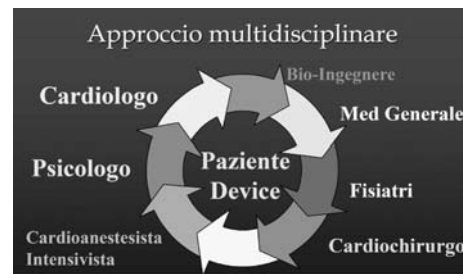 Approccio multidisciplinare
Bio-Ingegnere
Cardiologo
Med Generale
Psicologo
Paziente
Device
Fisiatri
Cardioanestesista
Intensivista
Cardiochirurgo